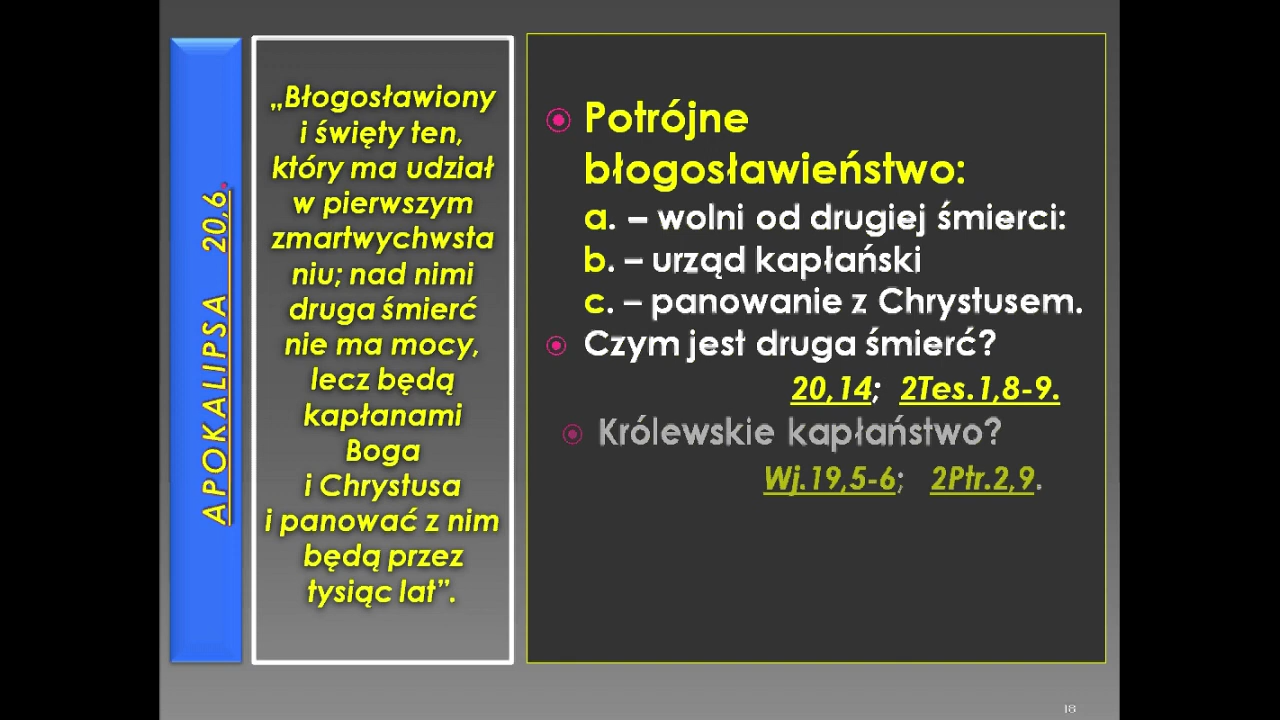 APOKALIPSA 20,6.
„Błogosławiony
i święty ten,
który ma udział
w pierwszym
zmartwychwsta
niu; nad nimi
druga śmierć
nie ma mocy,
lecz będą
kapłanami
Boga
i Chrystusa
i panować z nim
będą przez
tysiąc lat”.
Potrójne
błogosławieństwo:
a. – wolni od drugiej śmierci:
b. – urząd kapłański
c. – panowanie z Chrystusem.
Czym jest druga śmierć?
20,14; 2Tes.1,8-9.
Królewskie kapłaństwo?
Wj.19,5-6; 2Ptr.2,9.
18